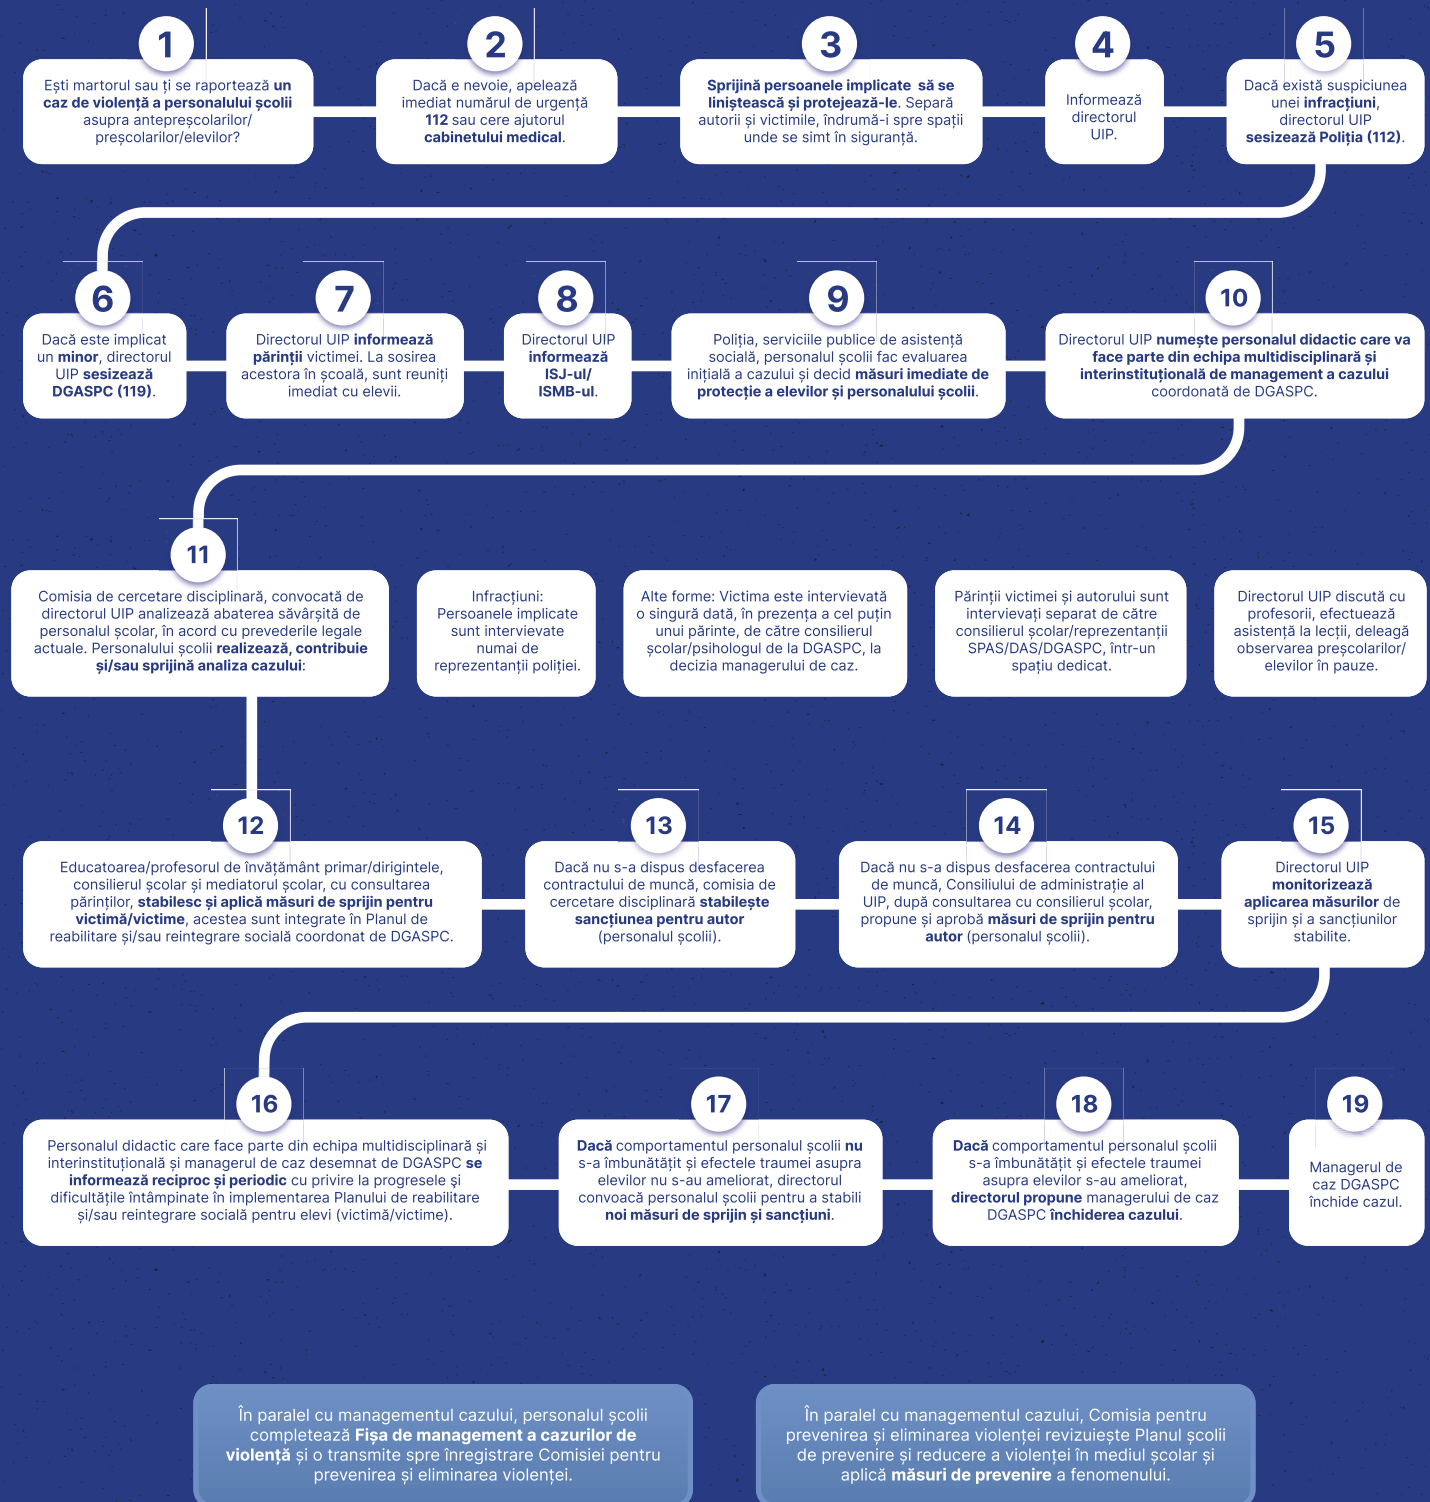 1
Ești martorul sau ți se raportează un
caz de violență a personalului școlii
asupra antepreșcolarilor/
preșcolarilor/elevilor?
2
Dacă e nevoie, apelează
imediat numărul de urgență
112 sau cere ajutorul
cabinetului medical.
3
Sprijină persoanele implicate să se
liniștească și protejează-le. Separă
autorii și victimile, îndrumă-i spre spații
unde se simt în siguranță.
4
Informează
directorul
UIP.
5
Dacă există suspiciunea
unei infracțiuni,
directorul UIP
sesizează Poliția (112).
6
Dacă este implicat
un minor, directorul
UIP sesizează
DGASPC (119).
7
Directorul UIP informează
părinții victimei. La sosirea
acestora în școală, sunt reuniți
imediat cu elevii.
8
Directorul UIP
informează
ISJ-ul/
ISMB-ul.
9
Poliția, serviciile publice de asistență
socială, personalul școlii fac evaluarea
inițială a cazului și decid măsuri imediate de
protecție a elevilor și personalului școlii.
10
Directorul UIP numește personalul didactic care va
face parte din echipa multidisciplinară și
interinstituțională de management a cazului
coordonată de DGASPC.
11
Comisia de cercetare disciplinară, convocată de
directorul UIP analizează abaterea săvârșită de
personalul școlar, în acord cu prevederile legale
actuale. Personalului școlii realizează, contribuie
și/sau sprijină analiza cazului:
Infracțiuni:
Persoanele implicate
sunt intervievate
numai de
reprezentanții poliției.
Alte forme: Victima este intervievată
o singură dată, în prezența a cel puțin
unui părinte, de către consilierul
școlar/psihologul de la DGASPC, la
decizia managerului de caz.
Părinții victimei și autorului sunt
intervievați separat de către
consilierul școlar/reprezentanții
SPAS/DAS/DGASPC, într-un
spațiu dedicat.
Directorul UIP discută cu
profesorii, efectuează
asistență la lecții, deleagă
observarea preșcolarilor/
elevilor în pauze.
12
Educatoarea/profesorul de învățământ primar/dirigintele,
consilierul școlar și mediatorul școlar, cu consultarea
părinților, stabilesc și aplică măsuri de sprijin pentru
victimă/victime, acestea sunt integrate în Planul de
reabilitare și/sau reintegrare socială coordonat de DGASPC.
13
Dacă nu s-a dispus desfacerea
contractului de muncă, comisia de
cercetare disciplinară stabilește
sancțiunea pentru autor
(personalul școlii).
14
Dacă nu s-a dispus desfacerea contractului
de muncă, Consiliului de administrație al
UIP, după consultarea cu consilierul școlar,
propune și aprobă măsuri de sprijin pentru
autor (personalul școlii).
15
Directorul UIP
monitorizează
aplicarea măsurilor de
sprijin și a sancțiunilor
stabilite.
16
Personalul didactic care face parte din echipa multidisciplinară și
interinstituțională și managerul de caz desemnat de DGASPC se
informează reciproc și periodic cu privire la progresele şi
dificultățile întâmpinate în implementarea Planului de reabilitare
și/sau reintegrare socială pentru elevi (victimă/victime).
17
Dacă comportamentul personalul școlii nu
s-a îmbunătățit și efectele traumei asupra
elevilor nu s-au ameliorat, directorul
convoacă personalul școlii pentru a stabili
noi măsuri de sprijin și sancțiuni.
18
Dacă comportamentul personalul școlii
s-a îmbunătățit și efectele traumei
asupra elevilor s-au ameliorat,
directorul propune managerului de caz
DGASPC închiderea cazului.
19
Managerul de
caz DGASPC
închide cazul.
În paralel cu managementul cazului, personalul școlii
completează Fișa de management a cazurilor de
violență și o transmite spre înregistrare Comisiei pentru
prevenirea și eliminarea violenței.
În paralel cu managementul cazului, Comisia pentru
prevenirea și eliminarea violenței revizuiește Planul școlii
de prevenire și reducere a violenței în mediul școlar și
aplică măsuri de prevenire a fenomenului.